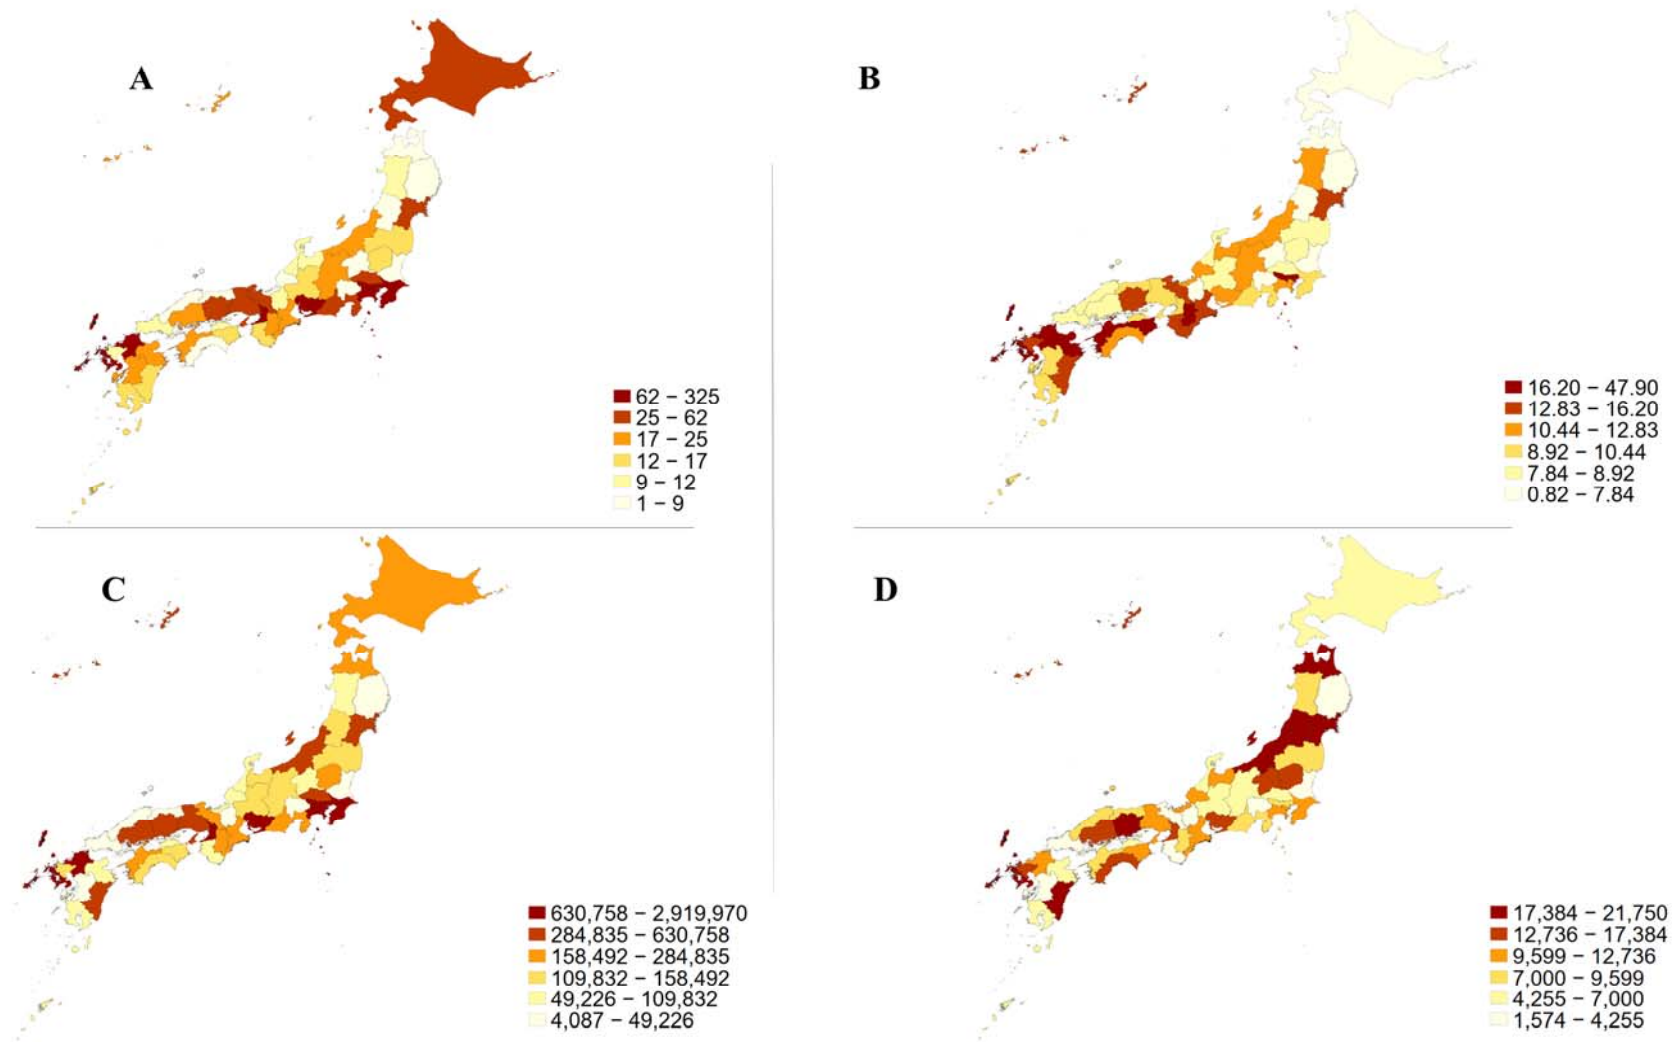 A
62 – 325
25 – 62
17 – 25
12 – 17
9 – 12
1 – 9
B
16.20 – 47.90
12.83 – 16.20
10.44 – 12.83
8.92 – 10.44
7.84 – 8.92
0.82 – 7.84
C
630,758 – 2,919,970
284,835 – 630,758
158,492 – 284,835
109,832 – 158,492
49,226 – 109,832
4,087 – 49,226
D
17,384 – 21,750
12,736 – 17,384
9,599 – 12,736
7,000 – 9,599
4,255 – 7,000
1,574 – 4,255